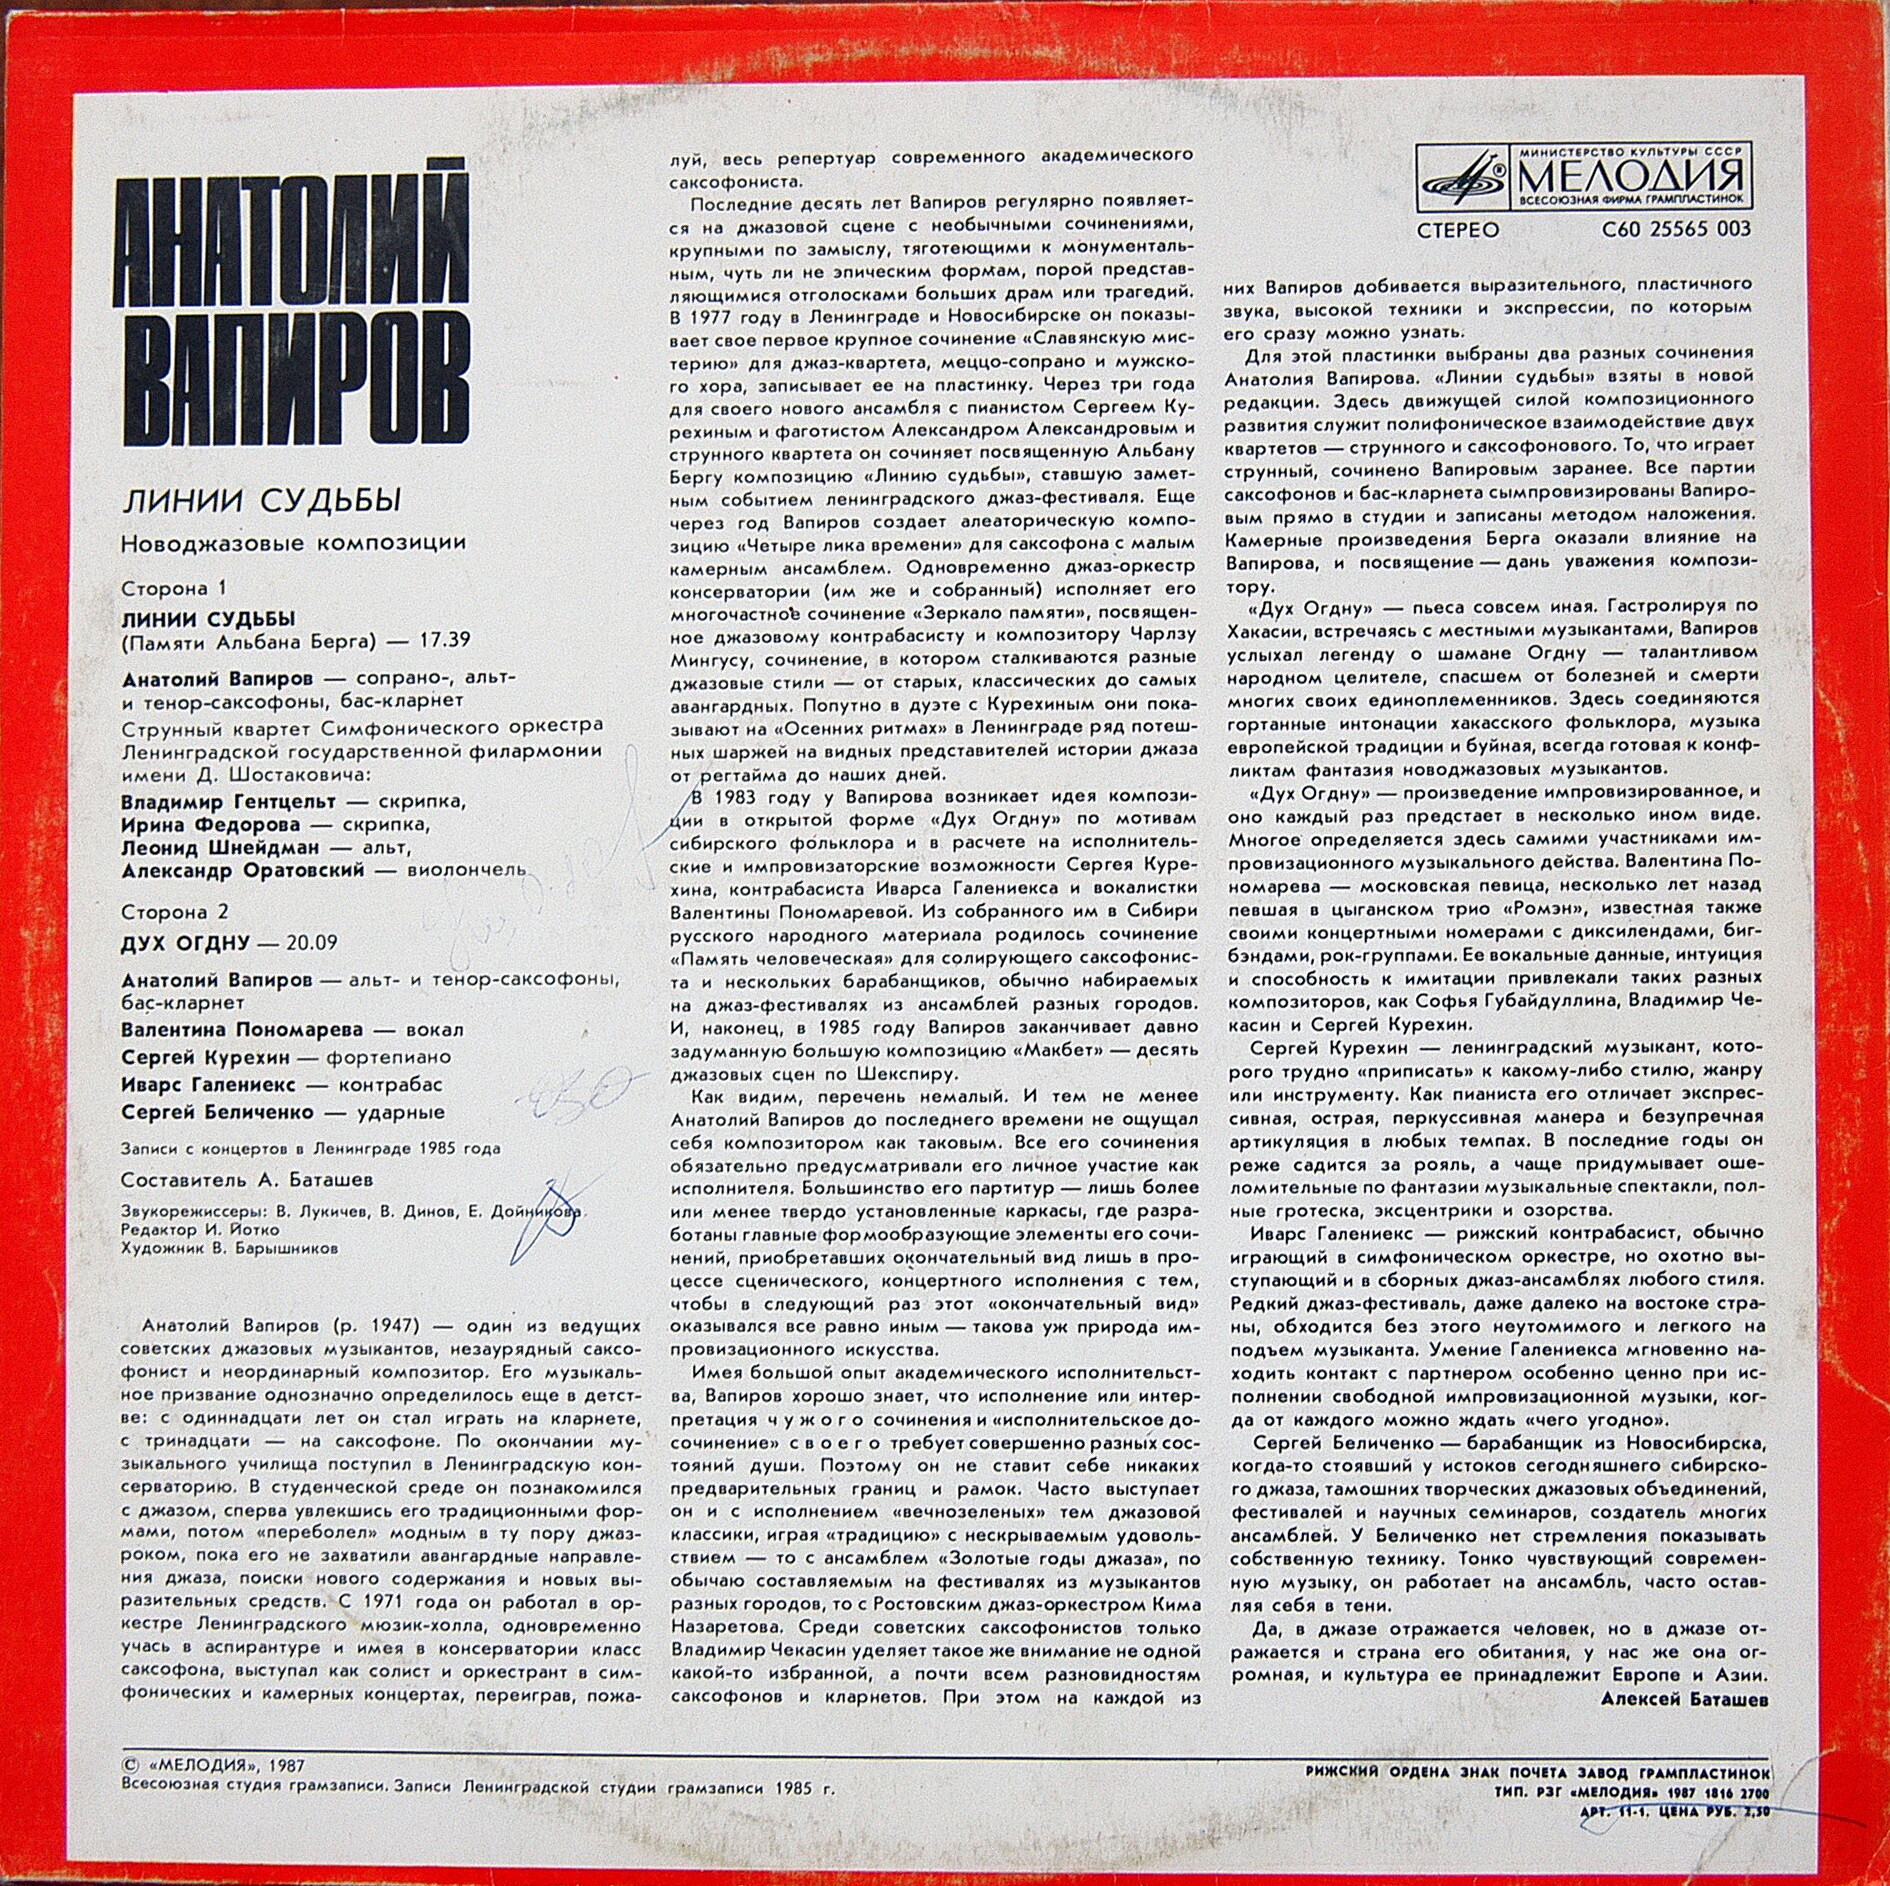 АНАТОЛИЙ
ВАПИРОВ
ЛИНИИ СУДЬБЫ
Новоджазовые композиции
Сторона 1
ЛИНИИ СУДЬБЫ
(Памяти Альбана Берга) — 17.39
Анатолий Вапиров — сопрано-, альт-
и тенор-саксофоны, бас-кларнет
Струнный квартет Симфонического оркестра
Ленинградской государственной филармонии
имени Д. Шостаковича:
Владимир Гентцельт — скрипка,
Ирина Федорова — скрипка,
Леонид Шнейдман — альт,
Александр Оратовский — виолончель
Сторона 2
ДУХ ОГДНУ — 20.09
Анатолий Вапиров — альт- и тенор-саксофоны,
бас-кларнет
Валентина Пономарева — вокал
Сергей Курехин — фортепиано
Иварс Галениекс — контрабас
Сергей Беличенко — ударные
Записи с концертов в Ленинграде 1985 года
Составитель А. Баташев
Звукорежиссеры: В. Лукичев, В. Динов, Е. Дойникова
Редактор И. Йотко
Художник В. Барышников
Анатолий Вапиров (р. 1947) — один из ведущих
советских джазовых музыкантов, незаурядный саксо-
фонист и неординарный композитор. Его музыкаль-
ное призвание однозначно определилось еще в детст-
ве: с одиннадцати лет он стал играть на кларнете,
с тринадцати — на саксофоне. По окончании му-
зыкального училища поступил в Ленинградскую кон-
серваторию. В студенческой среде он познакомился
с джазом, сперва увлекшись его традиционными фор-
мами, потом «переболел» модным в ту пору джаз-
роком, пока его не захватили авангардные направле-
ния джаза, поиски нового содержания и новых вы-
разительных средств. С 1971 года он работал в ор-
кестре Ленинградского мюзик-холла, одновременно
учась в аспирантуре и имея в консерватории класс
саксофона, выступал как солист и оркестрант в сим-
фонических и камерных концертах, переиграв, пожа-
луй, весь репертуар современного академического
саксофониста.
Последние десять лет Вапиров регулярно появляет-
ся на джазовой сцене с необычными сочинениями,
крупными по замыслу, тяготеющими к монументаль-
ным, чуть ли не эпическим формам, порой представ-
ляющимися отголосками больших драм или трагедий.
В 1977 году в Ленинграде и Новосибирске он показы-
вает свое первое крупное сочинение «Славянскую мис-
терию» для джаз-квартета, меццо-сопрано и мужско-
го хора, записывает ее на пластинку. Через три года
для своего нового ансамбля с пианистом Сергеем Ку-
рехиным и фаготистом Александром Александровым и
струнного квартета он сочиняет посвященную Альбану
Бергу композицию «Линию судьбы», ставшую замет-
ным событием ленинградского джаз-фестиваля. Еще
через год Вапиров создает алеаторическую компо-
зицию «Четыре лика времени» для саксофона с малым
камерным ансамблем. Одновременно джаз-оркестр
консерватории (им же и собранный) исполняет его
многочастное сочинение «Зеркало памяти», посвящен-
ное джазовому контрабасисту и композитору Чарлзу
Мингусу, сочинение, в котором сталкиваются разные
джазовые стили — от старых, классических до самых
авангардных. Попутно в дуэте с Курехиным они пока-
зывают на «Осенних ритмах» в Ленинграде ряд потеш-
ных шаржей на видных представителей истории джаза
от регтайма до наших дней.
В 1983 году у Вапирова возникает идея компози-
ции в открытой форме «Дух Огдну» по мотивам
сибирского фольклора и в расчете на исполнитель-
ские и импровизаторские возможности Сергея Куре-
хина, контрабасиста Иварса Галениекса и вокалистки
Валентины Пономаревой. Из собранного им в Сибири
русского народного материала родилось сочинение
«Память человеческая» для солирующего саксофонис-
та и нескольких барабанщиков, обычно набираемых
на джаз-фестивалях из ансамблей разных городов.
И, наконец, в 1985 году Вапиров заканчивает давно
задуманную большую композицию «Макбет» — десять
джазовых сцен по Шекспиру.
Как видим, перечень немалый. И тем не менее
Анатолий Вапиров до последнего времени не ощущал
себя композитором как таковым. Все его сочинения
обязательно предусматривали его личное участие как
исполнителя. Большинство его партитур — лишь более
или менее твердо установленные каркасы, где разра-
ботаны главные формообразующие элементы его сочи-
нений, приобретавших окончательный вид лишь в про-
цессе сценического, концертного исполнения с тем,
чтобы в следующий раз этот «окончательный вид»
оказывался все равно иным — такова уж природа им-
провизационного искусства.
Имея большой опыт академического исполнительст-
ва, Вапиров хорошо знает, что исполнение или интер-
претация чужого сочинения и «исполнительское до-
сочинение» своего требует совершенно разных сос-
тояний души. Поэтому он не ставит себе никаких
предварительных границ и рамок. Часто выступает
он и с исполнением «вечнозеленых» тем джазовой
классики, играя «традицию» с нескрываемым удоволь-
ствием — то с ансамблем «Золотые годы джаза», по
обычаю составляемым на фестивалях из музыкантов
разных городов, то с Ростовским джаз-оркестром Кима
Назаретова. Среди советских саксофонистов только
Владимир Чекасин уделяет такое же внимание не одной
какой-то избранной, а почти всем разновидностям
саксофонов и кларнетов. При этом на каждой из
МИНИСТЕРСТВО КУЛЬТУРЫ СССР
МЕЛОДИЯ
ВСЕСОЮЗНАЯ ФИРМА ГРАМПЛАСТИНОК
СТЕРЕО С60 25565 003
них Вапиров добивается выразительного, пластичного
звука, высокой техники и экспрессии, по которым
его сразу можно узнать.
Для этой пластинки выбраны два разных сочинения
Анатолия Вапирова. «Линии судьбы» взяты в новой
редакции. Здесь движущей силой композиционного
развития служит полифоническое взаимодействие двух
квартетов — струнного и саксофонового. То, что играет
струнный, сочинено Вапировым заранее. Все партии
саксофонов и бас-кларнета сымпровизированы Вапиро-
вым прямо в студии и записаны методом наложения.
Камерные произведения Берга оказали влияние на
Вапирова, и посвящение — дань уважения компози-
тору.
«Дух Огдну» — пьеса совсем иная. Гастролируя по
Хакасии, встречаясь с местными музыкантами, Вапиров
услыхал легенду о шамане Огдну — талантливом
народном целителе, спасшем от болезней и смерти
многих своих единоплеменников. Здесь соединяются
гортанные интонации хакасского фольклора, музыка
европейской традиции и буйная, всегда готовая к конф-
ликтам фантазия новоджазовых музыкантов.
«Дух Огдну» — произведение импровизированное, и
оно каждый раз предстает в несколько ином виде.
Многое определяется здесь самими участниками им-
провизационного музыкального действа. Валентина По-
номарева — московская певица, несколько лет назад
певшая в цыганском трио «Ромэн», известная также
своими концертными номерами с диксилендами, биг-
бэндами, рок-группами. Ее вокальные данные, интуиция
и способность к имитации привлекали таких разных
композиторов, как Софья Губайдуллина, Владимир Че-
касин и Сергей Курехин.
Сергей Курехин — ленинградский музыкант, кото-
рого трудно «приписать» к какому-либо стилю, жанру
или инструменту. Как пианиста его отличает экспрес-
сивная, острая, перкуссивная манера и безупречная
артикуляция в любых темпах. В последние годы он
реже садится за рояль, а чаще придумывает оше-
ломительные по фантазии музыкальные спектакли, пол-
ные гротеска, эксцентрики и озорства.
Иварс Галениекс — рижский контрабасист, обычно
играющий в симфоническом оркестре, но охотно вы-
ступающий и в сборных джаз-ансамблях любого стиля.
Редкий джаз-фестиваль, даже далеко на востоке стра-
ны, обходится без этого неутомимого и легкого на
подъем музыканта. Умение Галениекса мгновенно на-
ходить контакт с партнером особенно ценно при ис-
полнении свободной импровизационной музыки, ког-
да от каждого можно ждать «чего угодно».
Сергей Беличенко — барабанщик из Новосибирска,
когда-то стоявший у истоков сегодняшнего сибирско-
го джаза, тамошних творческих джазовых объединений,
фестивалей и научных семинаров, создатель многих
ансамблей. У Беличенко нет стремления показывать
собственную технику. Тонко чувствующий современ-
ную музыку, он работает на ансамбль, часто остав-
ляя себя в тени.
Да, в джазе отражается человек, но в джазе от-
ражается и страна его обитания, у нас же она ог-
ромная, и культура ее принадлежит Европе и Азии.
Алексей Баташев
© «МЕЛОДИЯ», 1987
Всесоюзная студия грамзаписи. Записи Ленинградской студии грамзаписи 1985 г.
РИЖСКИЙ ОРДЕНА ЗНАК ПОЧЕТА ЗАВОД ГРАМПЛАСТИНОК
ТИП. РЗГ «МЕЛОДИЯ» 1987 1816 2700
АРТ. 11-1. ЦЕНА РУБ. 2,50